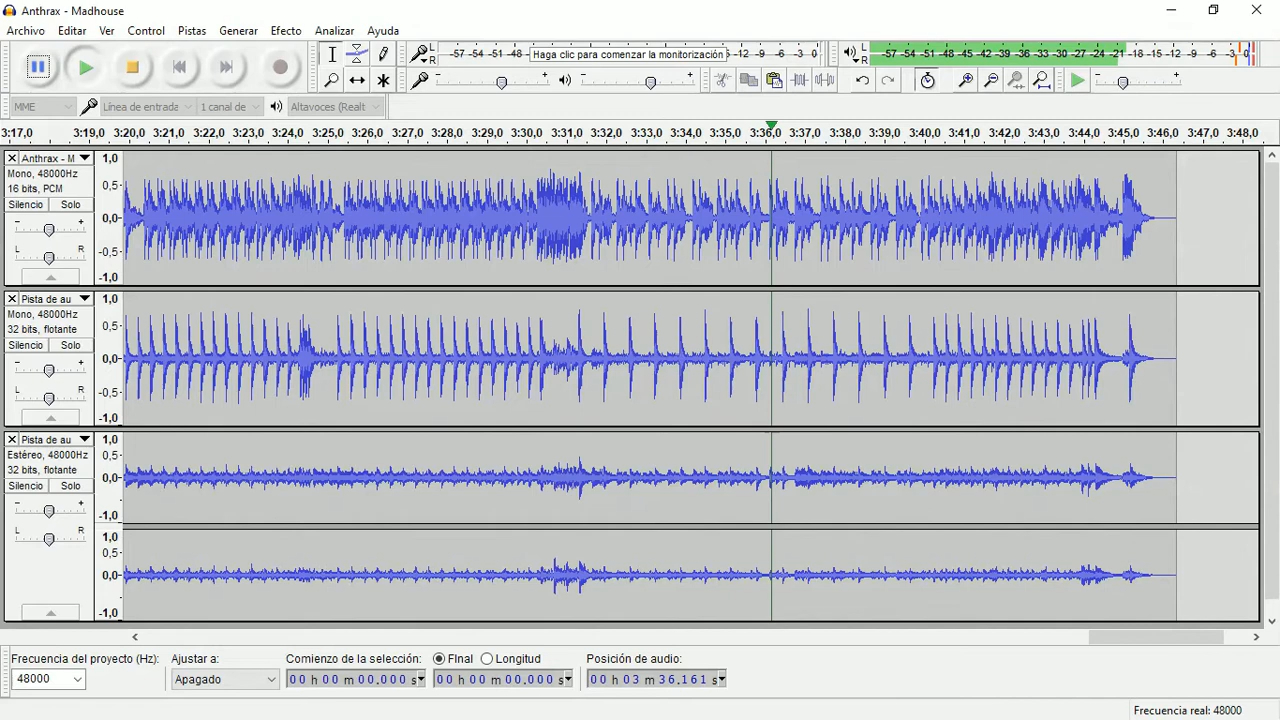 Anthrax - Madhouse
Archivo Editar Ver Control Pistas Generar Efecto Analizar Ayuda
L R -57 -54 -51 -48 Haga clic para comenzar la monitorización -12 -9 -6 -3 0 L R -57 -54 -51 -48 -45 -42 -39 -36 -33 -30 -27 -24 -21 -18 -15 -12 -9 -6 -3 0
MME Línea de entrada 1 canal de Altavoces (Realt
3:17,0 3:19,0 3:20,0 3:21,0 3:22,0 3:23,0 3:24,0 3:25,0 3:26,0 3:27,0 3:28,0 3:29,0 3:30,0 3:31,0 3:32,0 3:33,0 3:34,0 3:35,0 3:36,0 3:37,0 3:38,0 3:39,0 3:40,0 3:41,0 3:42,0 3:43,0 3:44,0 3:45,0 3:46,0 3:47,0 3:48,0
Anthrax - M 1,0
Mono, 48000Hz
16 bits, PCM 0,5
Silencio Solo
- + 0,0
L R -0,5
-1,0
Pista de au 1,0
Mono, 48000Hz
32 bits, flotante 0,5
Silencio Solo
- + 0,0
L R -0,5
-1,0
Pista de au 1,0
Estéreo, 48000Hz 0,5
32 bits, flotante
Silencio Solo 0,0
- +
-1,0
L R 1,0
0,5
0,0
-1,0
Frecuencia del proyecto (Hz): Ajustar a: Comienzo de la selección: FInal Longitud Posición de audio:
48000 Apagado 00 h 00 m 00.000 s 00 h 00 m 00.000 s 00 h 03 m 36.161 s
Frecuencia real: 48000